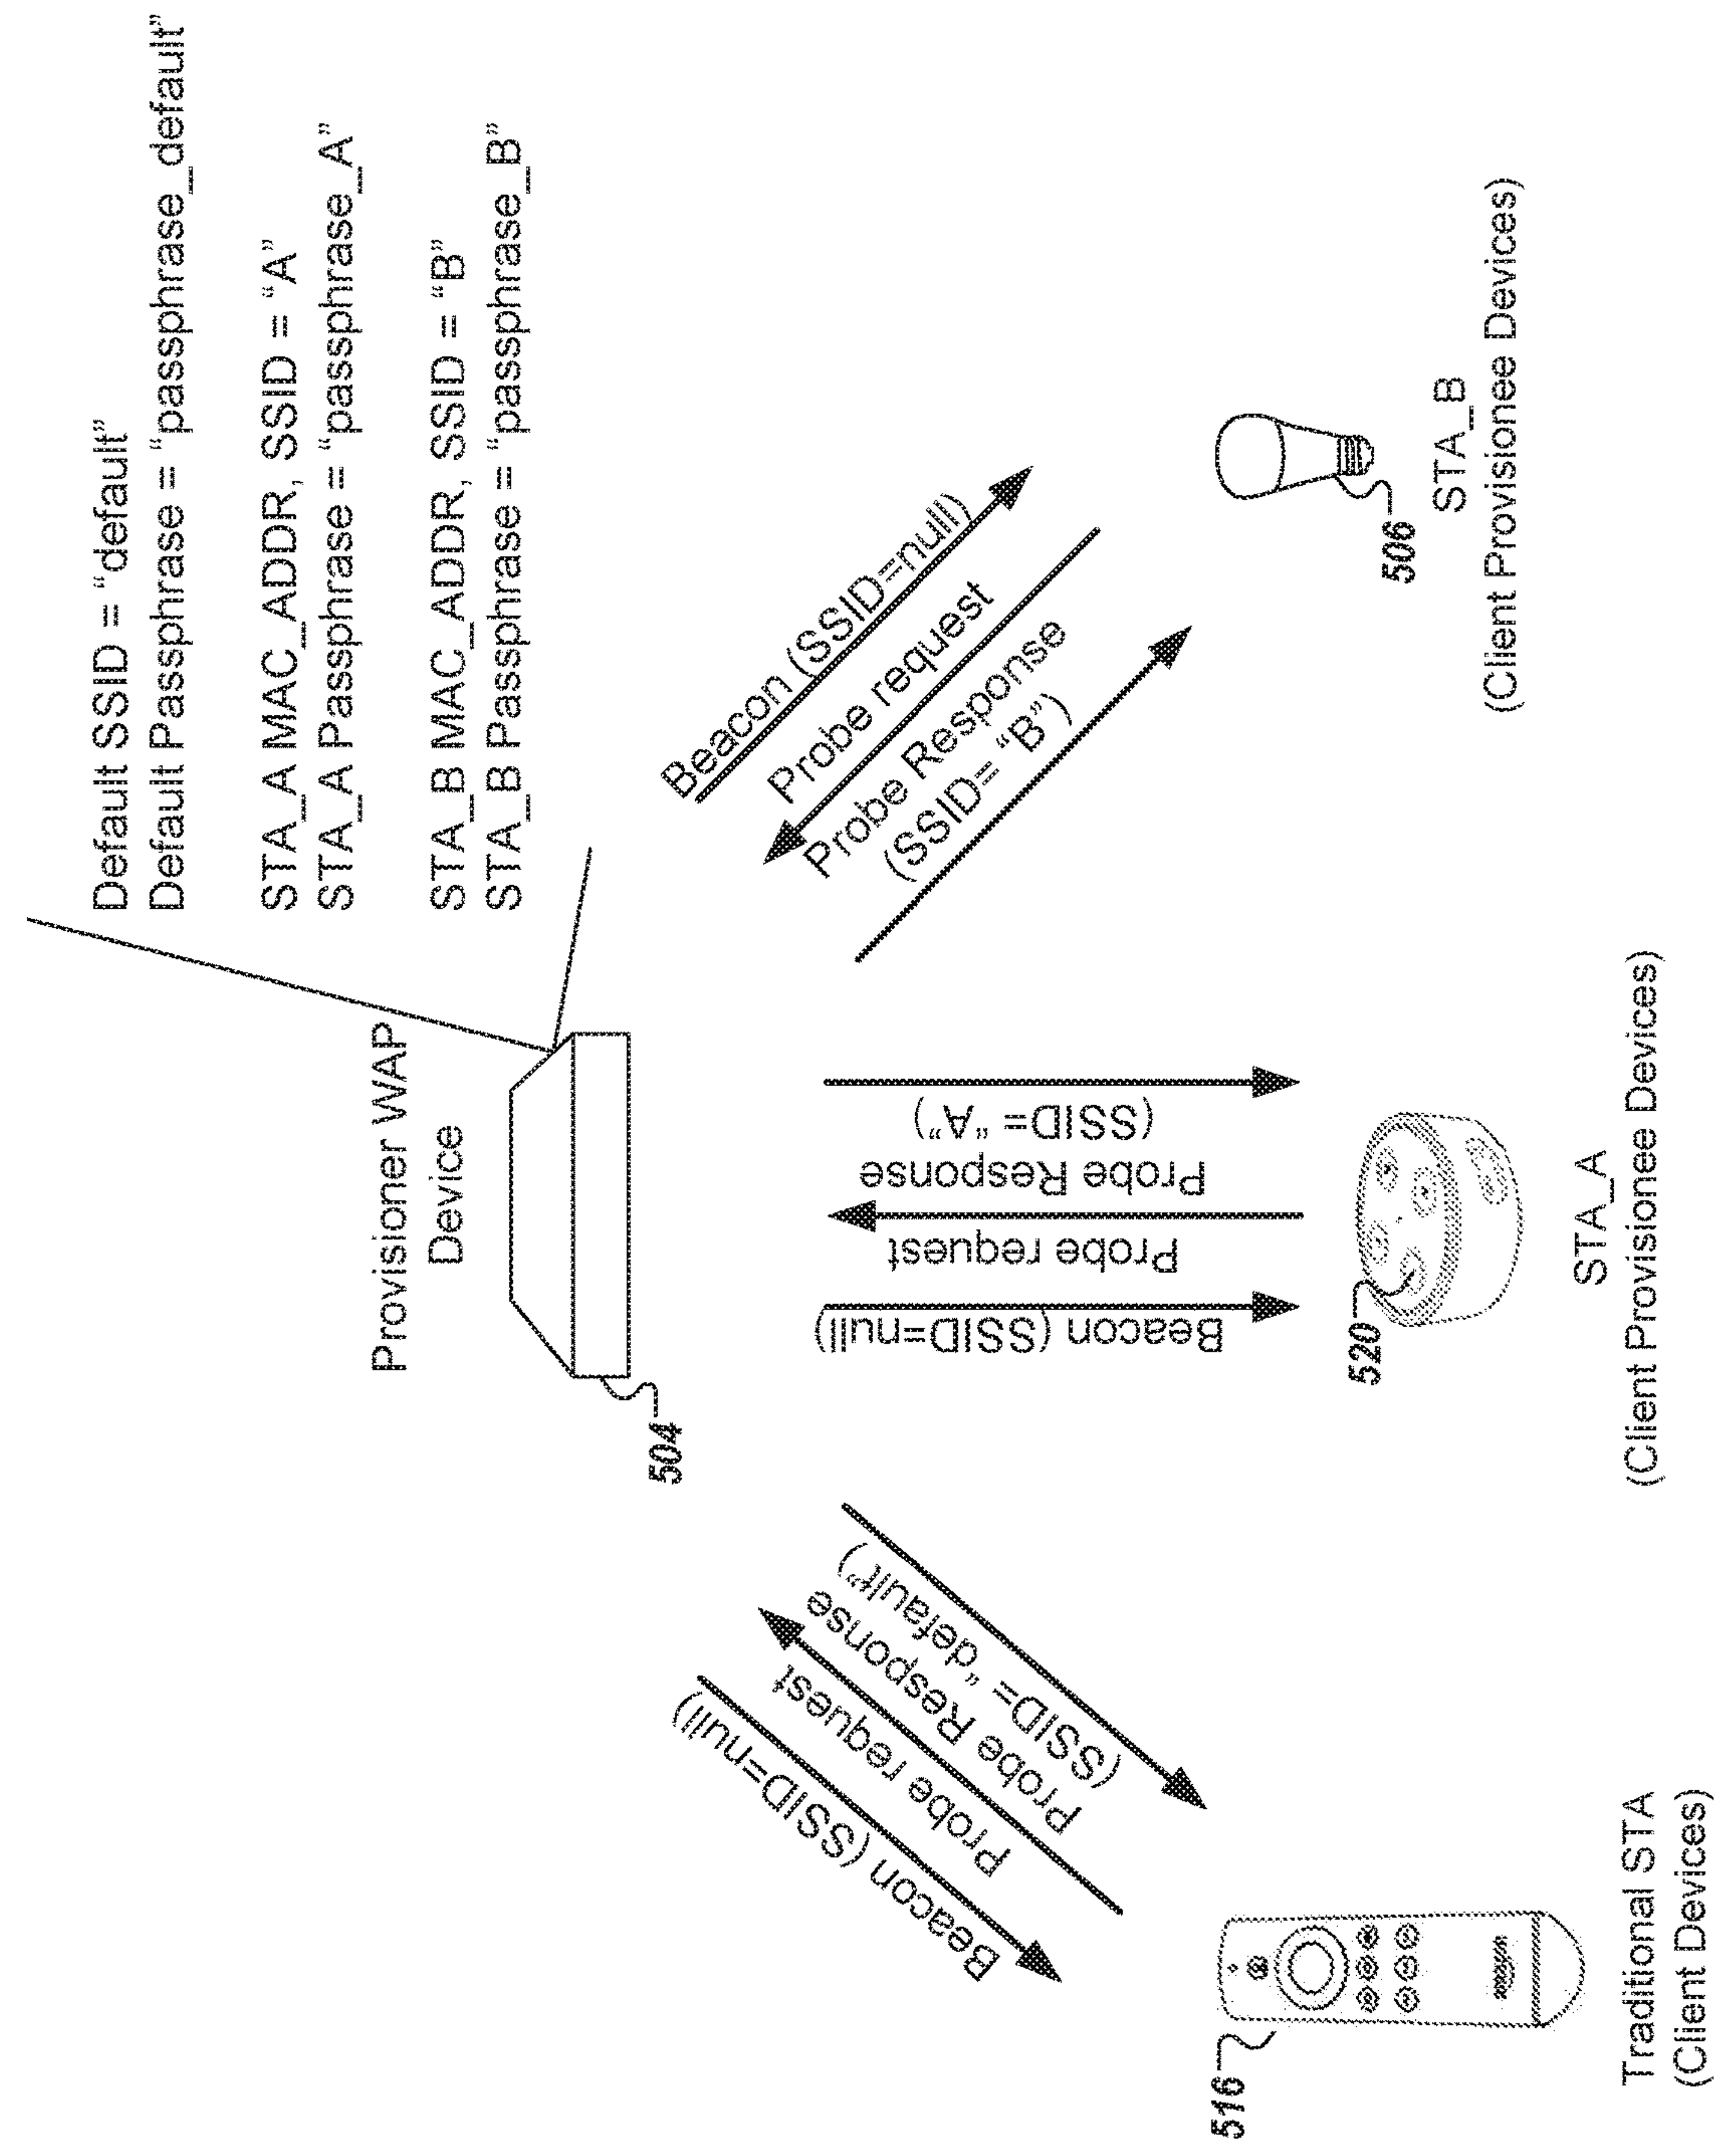 Default SSID = "default"
Default Passphrase = "passphrase_default"
STA_A MAC_ADDR, SSID = "A"
STA_A Passphrase = "passphrase_A"
STA_B MAC_ADDR, SSID = "B"
STA_B Passphrase = "passphrase_B"
Provisioner WAP
Device
504
Beacon (SSID=null)
Probe request
Probe Response
(SSID= "default")
Beacon (SSID=null)
Probe request
Probe Response
(SSID= "A")
Beacon (SSID=null)
Probe request
Probe Response
(SSID= "B")
516
Traditional STA
(Client Devices)
520
STA_A
(Client Provisionee Devices)
506
STA_B
(Client Provisionee Devices)